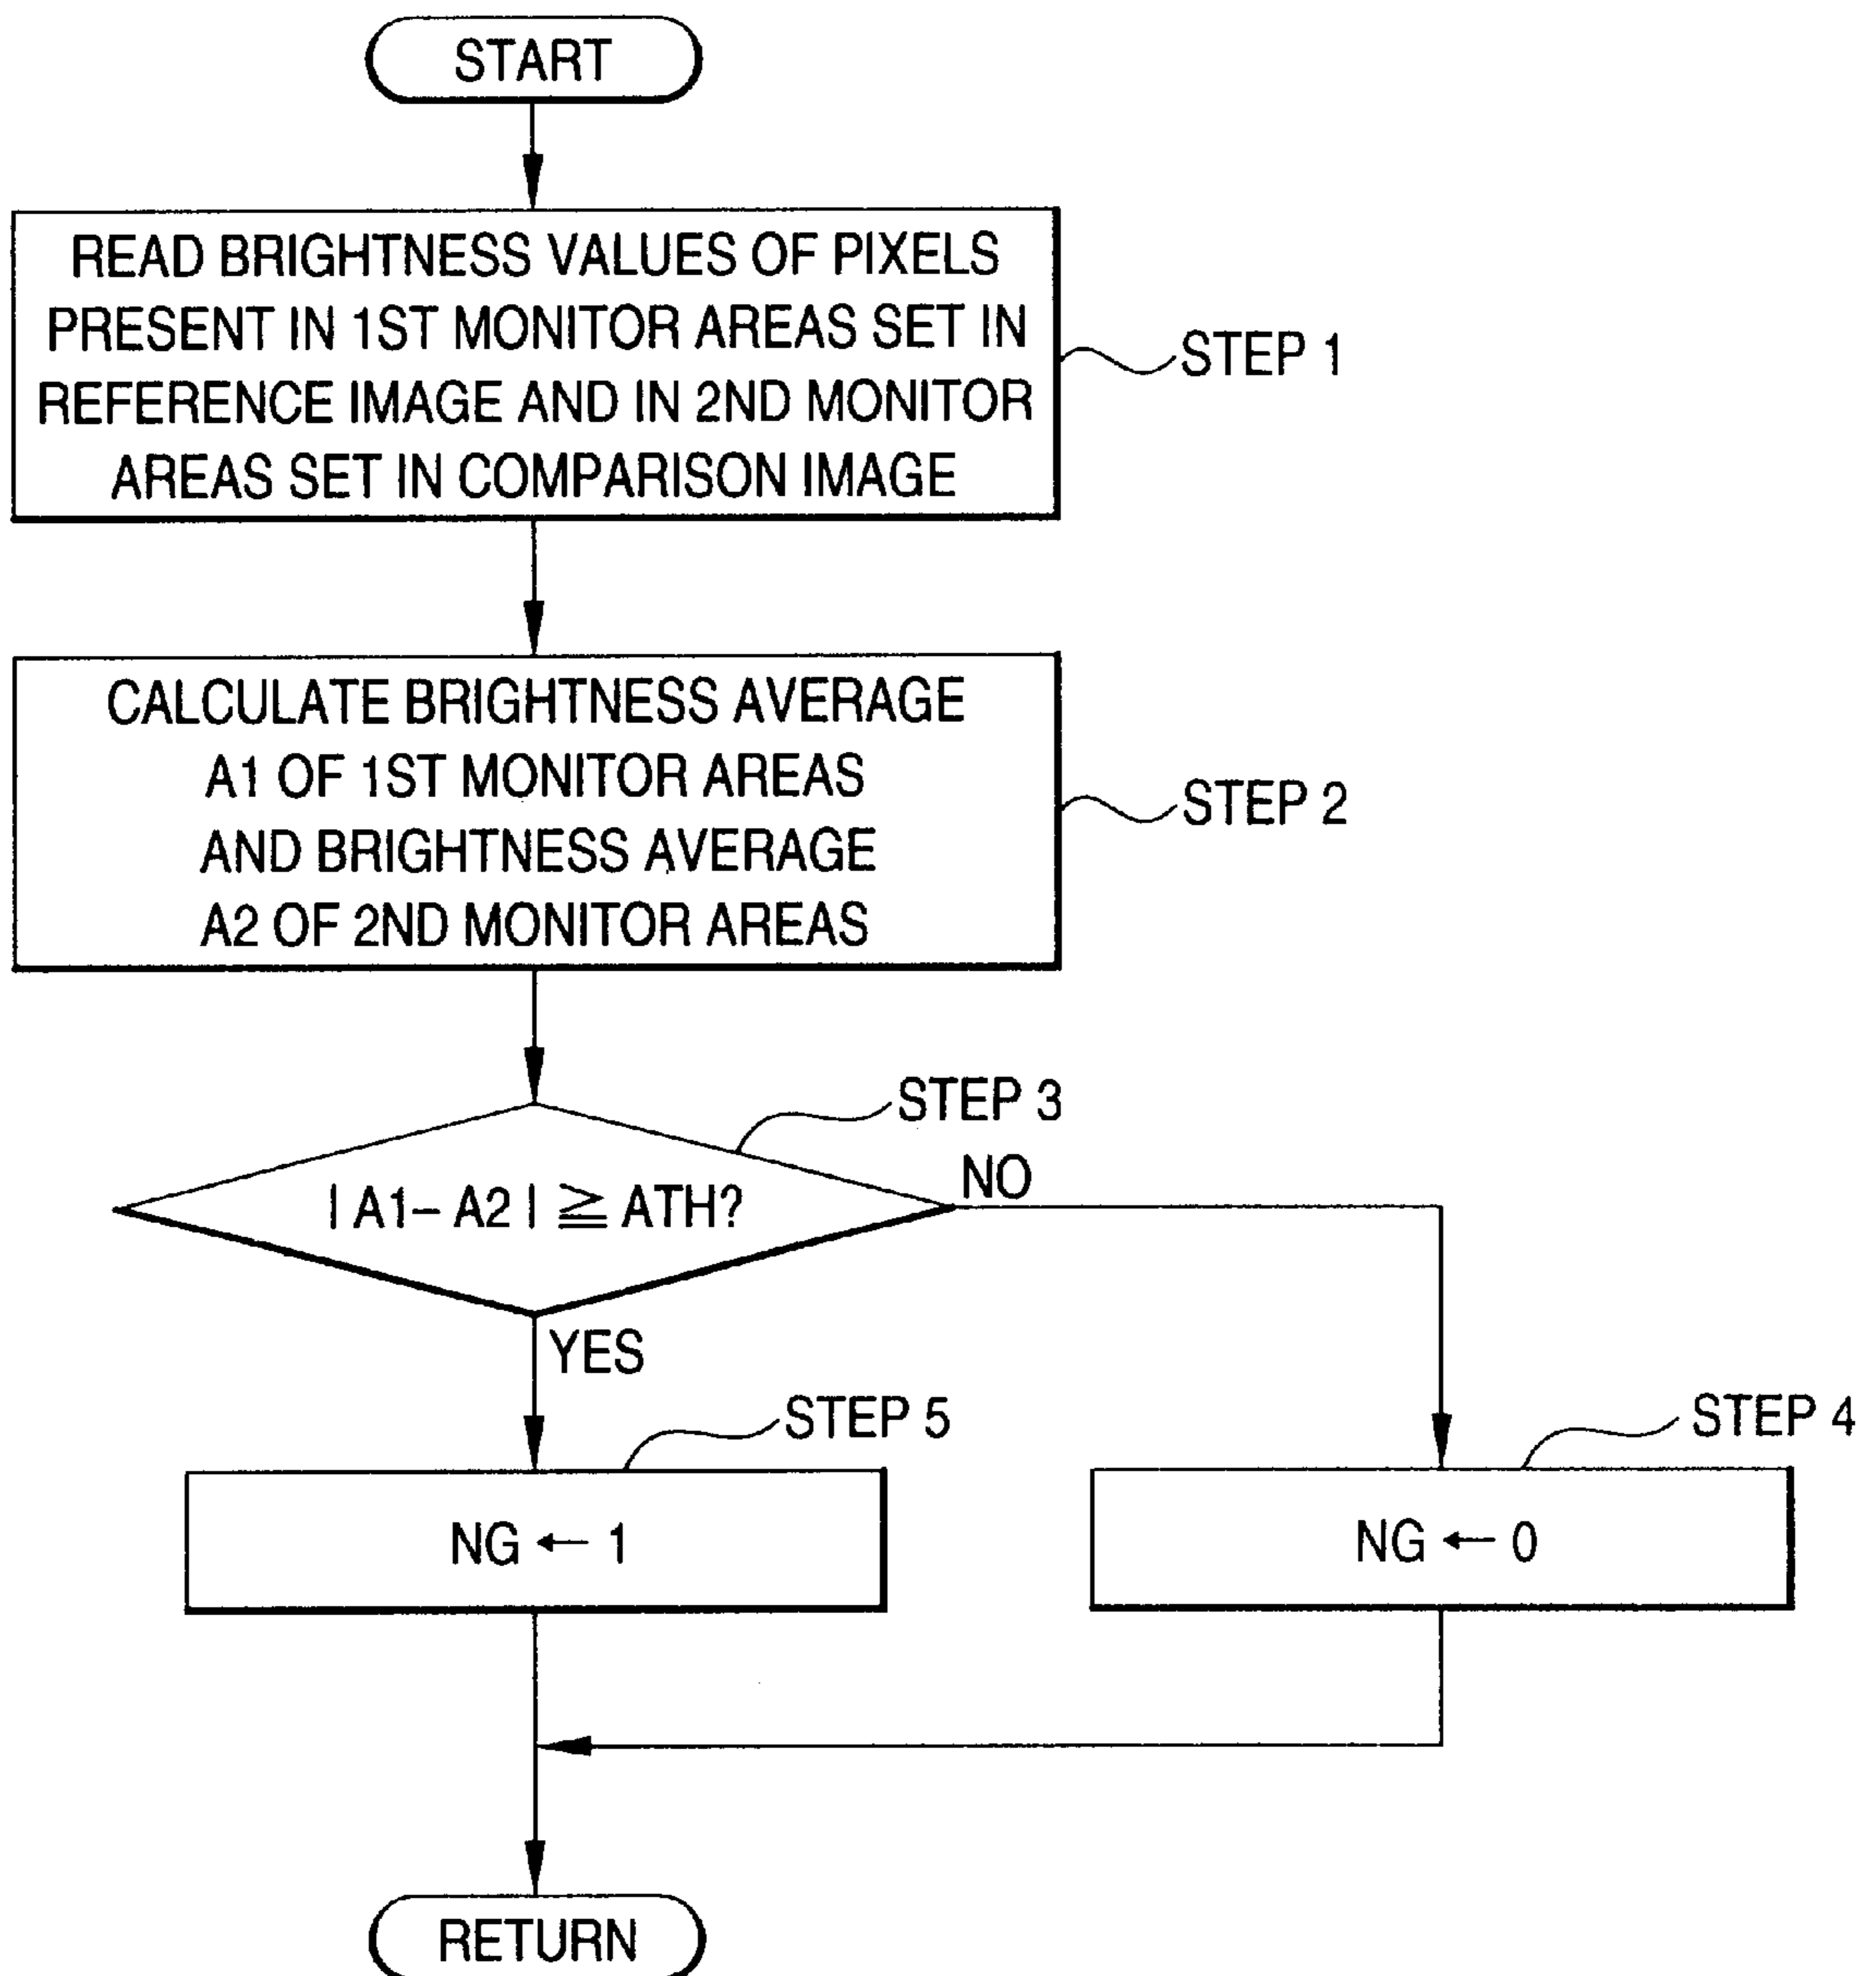 START
READ BRIGHTNESS VALUES OF PIXELS
PRESENT IN 1ST MONITOR AREAS SET IN
REFERENCE IMAGE AND IN 2ND MONITOR
AREAS SET IN COMPARISON IMAGE
STEP 1
CALCULATE BRIGHTNESS AVERAGE
A1 OF 1ST MONITOR AREAS
AND BRIGHTNESS AVERAGE
A2 OF 2ND MONITOR AREAS
STEP 2
STEP 3
| A1– A2 | ≧ ATH?
NO
YES
STEP 5
STEP 4
NG ← 1
NG ← 0
RETURN